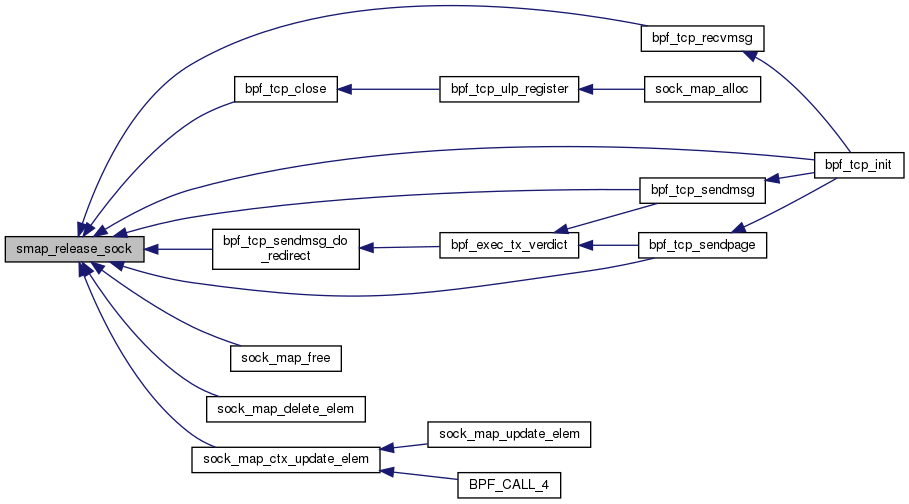 bpf_tcp_recvmsg
bpf_tcp_close
bpf_tcp_ulp_register
sock_map_alloc
bpf_tcp_init
bpf_tcp_sendmsg
smap_release_sock
bpf_tcp_sendmsg_do
_redirect
bpf_exec_tx_verdict
bpf_tcp_sendpage
sock_map_free
sock_map_delete_elem
sock_map_ctx_update_elem
sock_map_update_elem
BPF_CALL_4